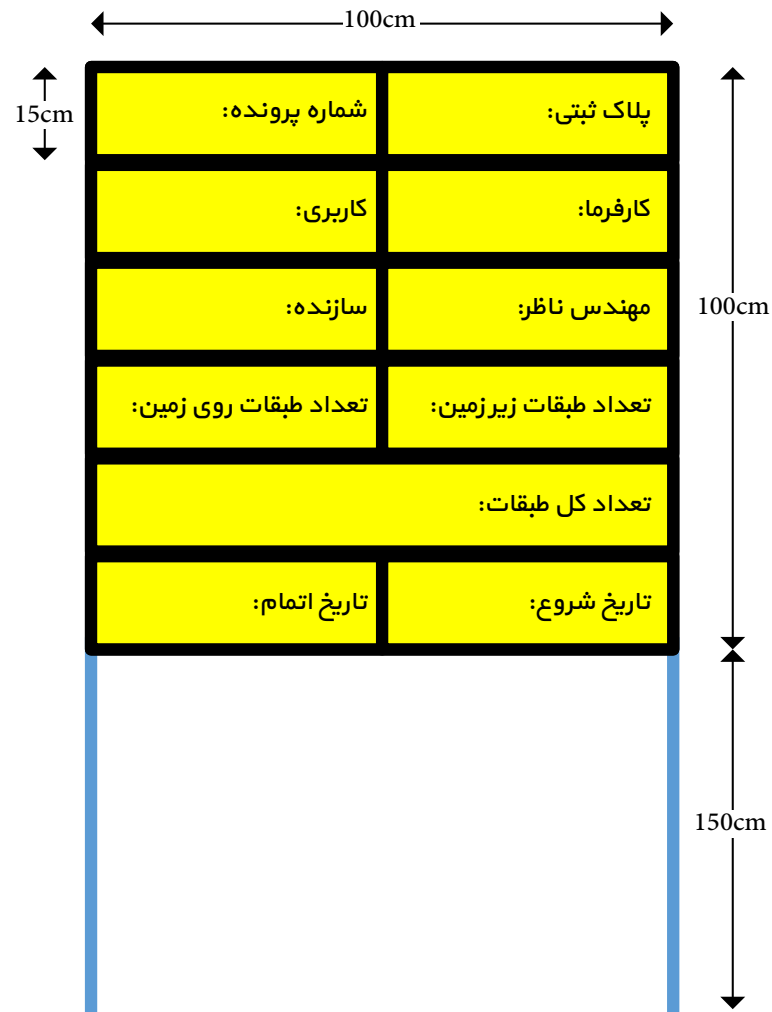 100cm
15cm
پلاک ثبتی:
شماره پرونده:
کارفرما:
کاربری:
مهندس ناظر:
سازنده:
100cm
تعداد طبقات زیرزمین:
تعداد طبقات روی زمین:
تعداد کل طبقات:
تاریخ شروع:
تاریخ اتمام:
150cm